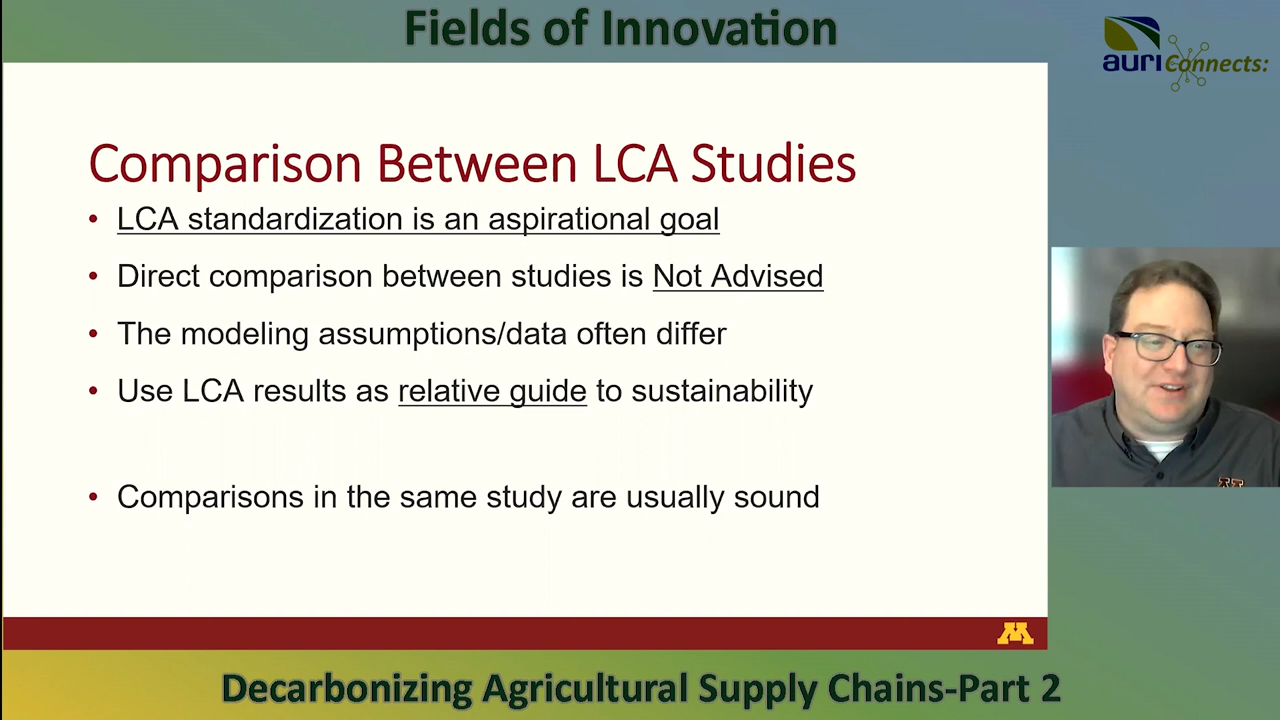 Fields of Innovation
auri Connects:
Comparison Between LCA Studies
• LCA standardization is an aspirational goal
• Direct comparison between studies is Not Advised
• The modeling assumptions/data often differ
• Use LCA results as relative guide to sustainability
• Comparisons in the same study are usually sound
M
M
Decarbonizing Agricultural Supply Chains-Part 2